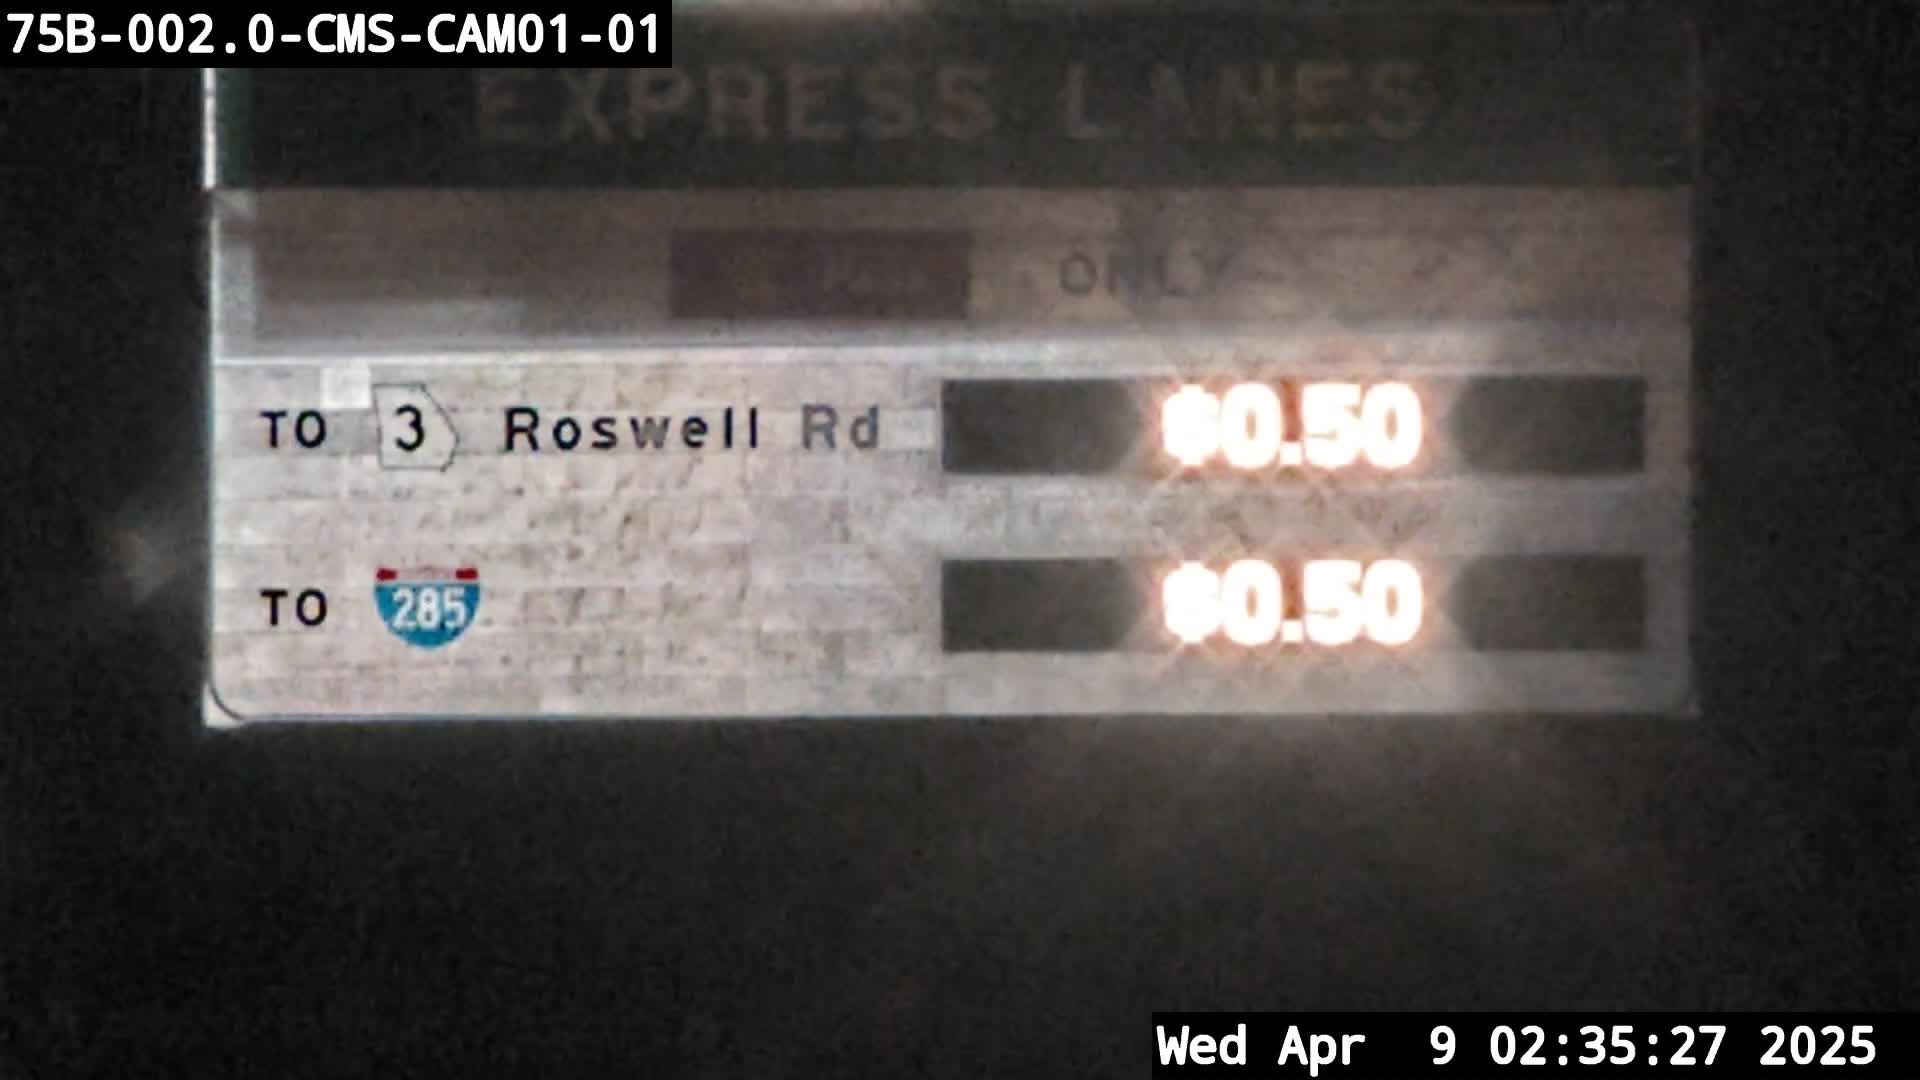 75B-002.0-CMS-CAM01-01
EXPRESS LANES
ONLY
TO 3 Roswell Rd $0.50
TO 285 $0.50
Wed Apr 9 02:35:27 2025